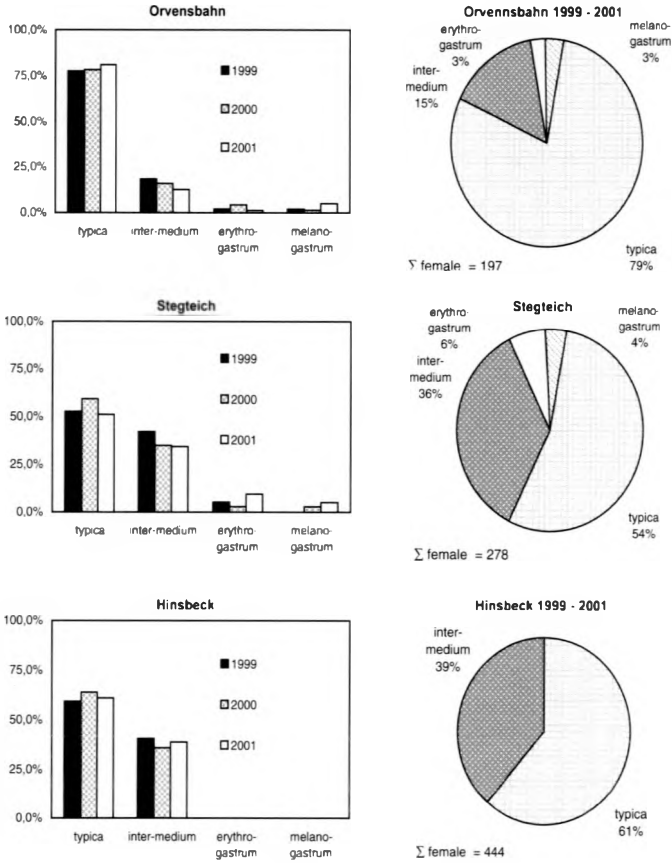 Orvensbahn
100,0%
75,0%
50,0%
25,0%
0,0%
1999
2000
2001
typica
inter-medium
erythro-
gastrum
melano-
gastrum
Orvennsbahn 1999 - 2001
erythro-
gastrum
3%
melano-
gastrum
3%
inter-
medium
15%
typica
79%
∑ female = 197
Stegteich
100,0%
75,0%
50,0%
25,0%
0,0%
1999
2000
2001
typica
inter-medium
erythro-
gastrum
melano-
gastrum
Stegteich
erythro-
gastrum
6%
melano-
gastrum
4%
inter-
medium
36%
typica
54%
∑ female = 278
Hinsbeck
100,0%
75,0%
50,0%
25,0%
0,0%
1999
2000
2001
typica
inter-medium
erythro-
gastrum
melano-
gastrum
Hinsbeck 1999 - 2001
inter-
medium
39%
typica
61%
∑ female = 444